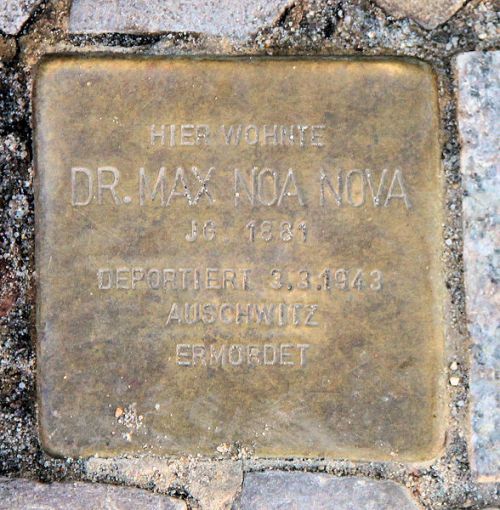 HIER WOHNTE
DR. MAX NOA NOVA
JG. 1881
DEPORTIERT 3.3.1943
AUSCHWITZ
ERMORDET